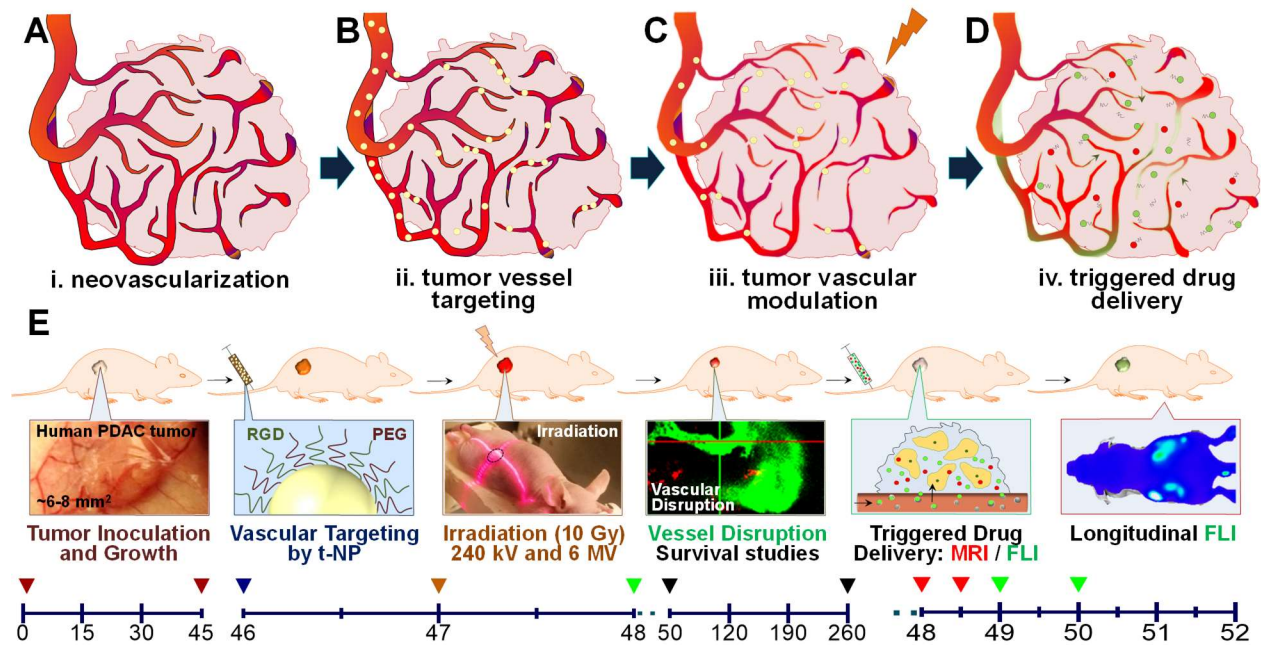 A
B
C
D
i. neovascularization
ii. tumor vessel
targeting
iii. tumor vascular
modulation
iv. triggered drug
delivery
E
Human PDAC tumor
~6-8 mm²
RGD
PEG
Irradiation
Vascular
Disruption
Tumor Inoculation
and Growth
Vascular Targeting
by t-NP
Irradiation (10 Gy)
240 kV and 6 MV
Vessel Disruption
Survival studies
Triggered Drug
Delivery: MRI / FLI
Longitudinal FLI
0 15 30 45
46 47 48
50 120 190 260
48 49 50 51 52